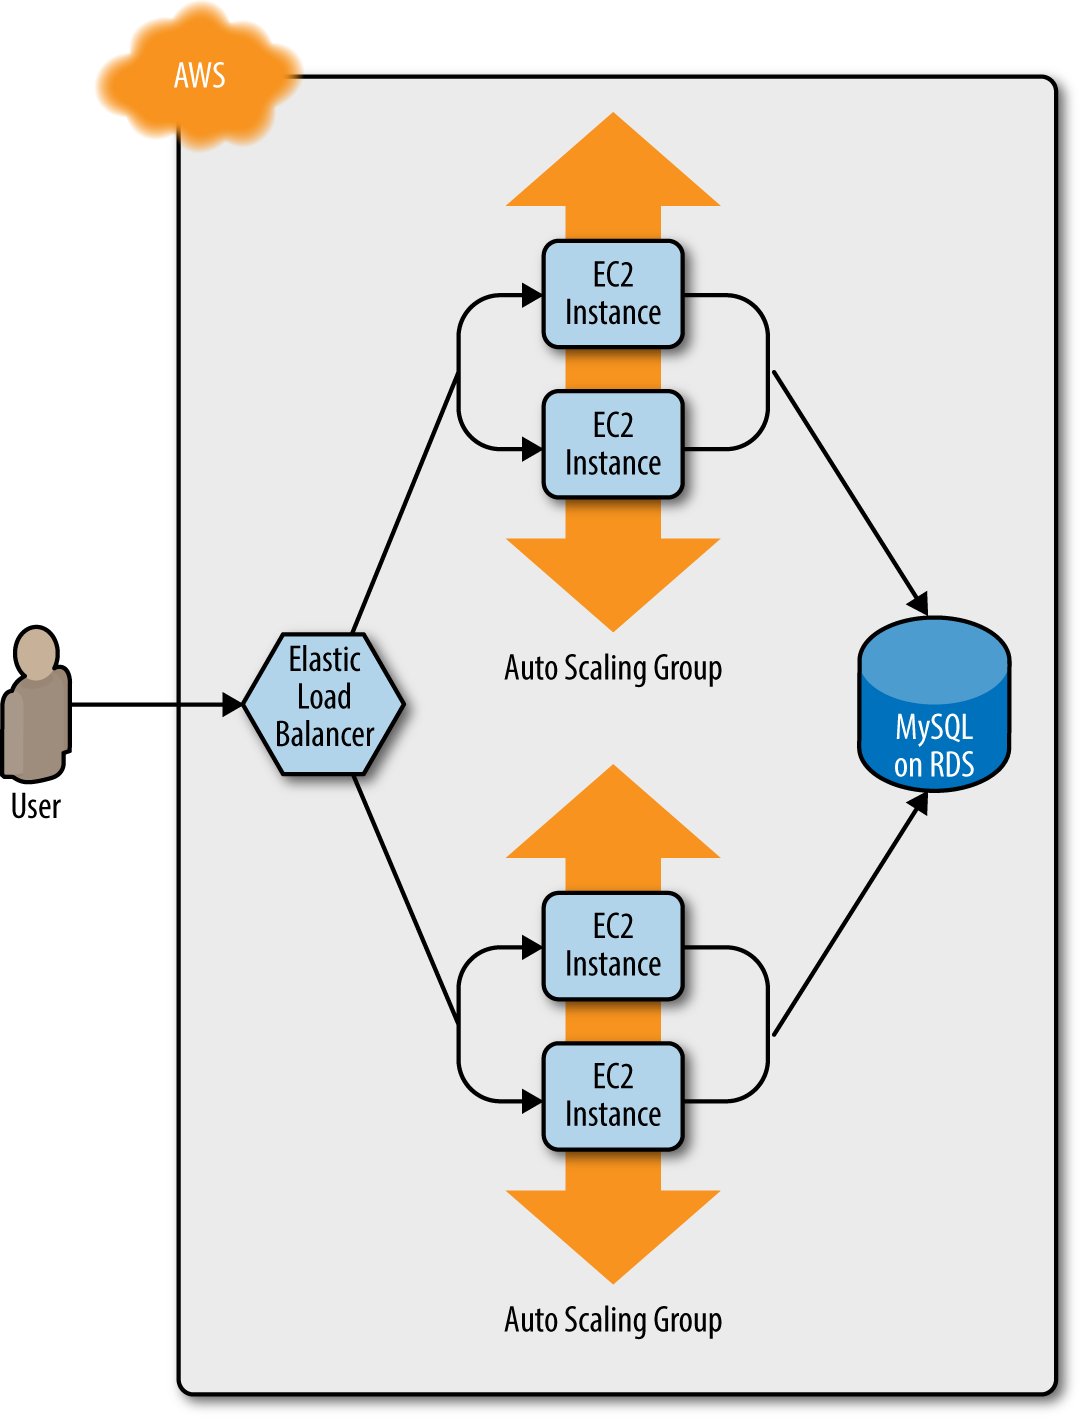 AWS
EC2
Instance
EC2
Instance
Auto Scaling Group
User
Elastic
Load
Balancer
MySQL
on RDS
EC2
Instance
EC2
Instance
Auto Scaling Group